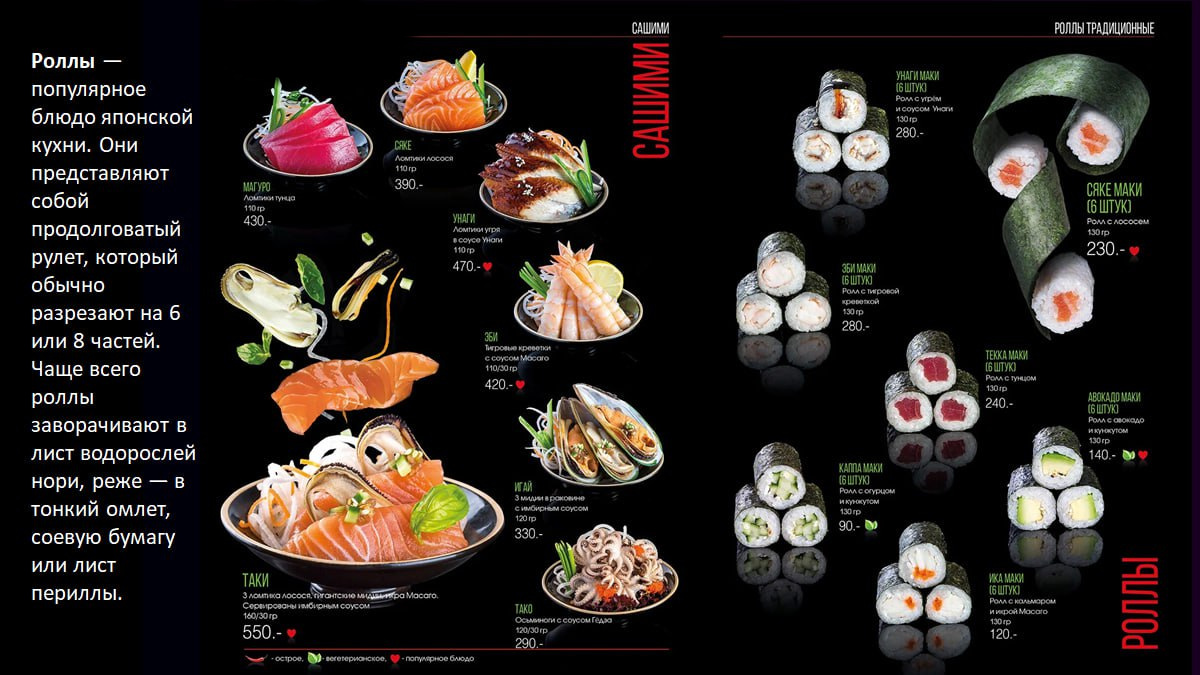 Роллы —
популярное
блюдо японской
кухни. Они
представляют
собой
продолговатый
рулет, который
обычно
разрезают на 6
или 8 частей.
Чаще всего
роллы
заворачивают в
лист водорослей
нори, реже — в
тонкий омлет,
соевую бумагу
или лист
периллы.
САШИМИ
САШИМИ
СЯКЕ
Ломтики лосося
110 гр
390.-
МАГУРО
Ломтики тунца
110 гр
430.-
УНАГИ
Ломтики угря
в соусе Унаги
110 гр
470.-
ЭБИ
Тигровые креветки
с соусом Масаго
110/30 гр
420.-
ИГАЙ
3 мидии в раковине
с имбирным соусом
120 гр
330.-
ТАКИ
3 ломтика лосося, гигантские мидии, икра Масаго.
Сервированы имбирным соусом
160/30 гр
550.-
ТАКО
Осьминоги с соусом Гёдза
120/30 гр
290.-
- острое, - вегетерианское, - популярное блюдо
РОЛЛЫ ТРАДИЦИОННЫЕ
УНАГИ МАКИ
(6 ШТУК)
Ролл с угрём
и соусом Унаги
130 гр
280.-
СЯКЕ МАКИ
(6 ШТУК)
Ролл с лососем
130 гр
230.-
ЭБИ МАКИ
(6 ШТУК)
Ролл с тигровой
креветкой
130 гр
280.-
ТЕККА МАКИ
(6 ШТУК)
Ролл с тунцом
130 гр
240.-
АВОКАДО МАКИ
(6 ШТУК)
Ролл с авокадо
и кунжутом
130 гр
140.-
КАППА МАКИ
(6 ШТУК)
Ролл с огурцом
и кунжутом
130 гр
90.-
ИКА МАКИ
(6 ШТУК)
Ролл с кальмаром
и икрой Масаго
130 гр
120.-
РОЛЛЫ